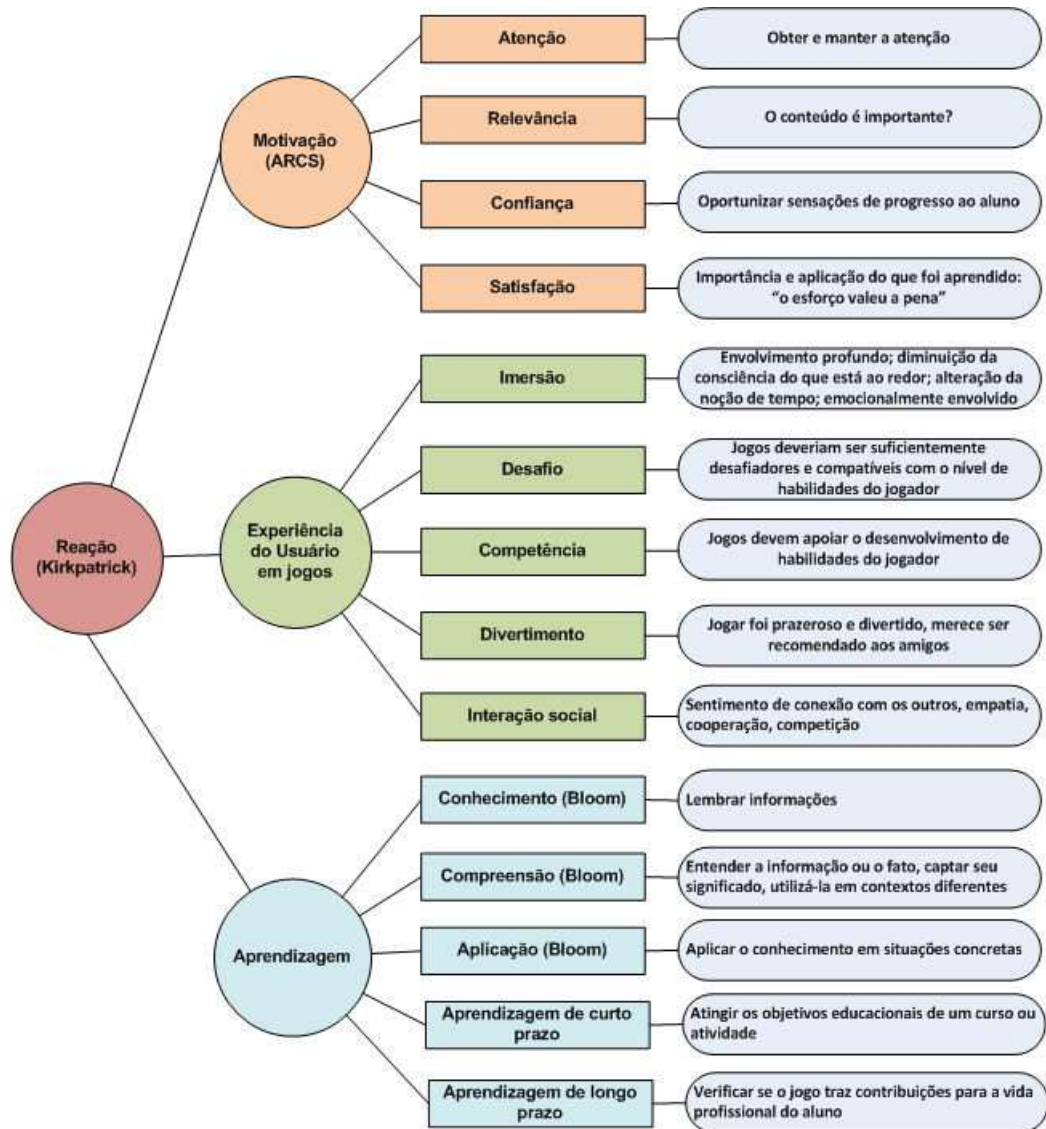 Atenção
Obter e manter a atenção
Relevância
O conteúdo é importante?
Motivação
(ARCS)
Confiança
Oportunizar sensações de progresso ao aluno
Satisfação
Importância e aplicação do que foi aprendido:
“o esforço valeu a pena”
Imersão
Envolvimento profundo; diminuição da
consciência do que está ao redor; alteração da
noção de tempo; emocionalmente envolvido
Desafio
Jogos deveriam ser suficientemente
desafiadores e compatíveis com o nível de
habilidades do jogador
Reação
(Kirkpatrick)
Experiência
do Usuário
em jogos
Competência
Jogos devem apoiar o desenvolvimento de
habilidades do jogador
Divertimento
Jogar foi prazeroso e divertido, merece ser
recomendado aos amigos
Interação social
Sentimento de conexão com os outros, empatia,
cooperação, competição
Conhecimento (Bloom)
Lembrar informações
Compreensão (Bloom)
Entender a informação ou o fato, captar seu
significado, utilizá-la em contextos diferentes
Aprendizagem
Aplicação (Bloom)
Aplicar o conhecimento em situações concretas
Aprendizagem de curto
prazo
Atingir os objetivos educacionais de um curso ou
atividade
Aprendizagem de longo
prazo
Verificar se o jogo traz contribuições para a vida
profissional do aluno